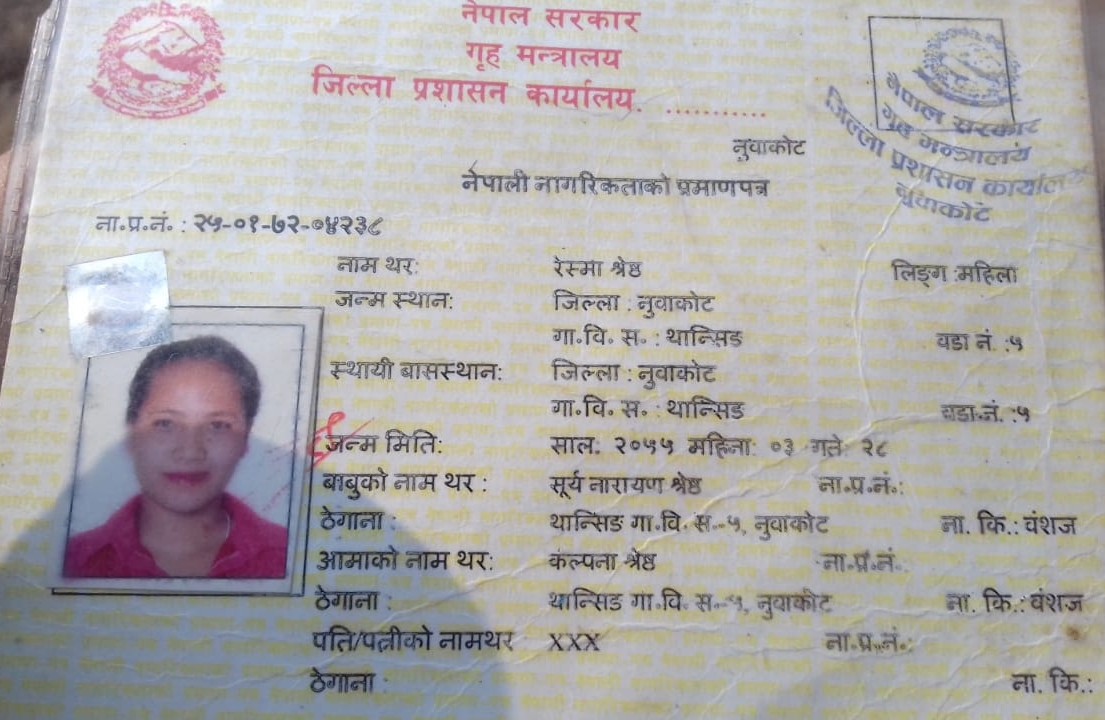 नेपाल सरकार
गृह मन्त्रालय
जिल्ला प्रशासन कार्यालय. ............
नुवाकोट
नेपाल सरकार
गृह मन्त्रालय
जिल्ला प्रशासन कार्यालय
नुवाकोट
नेपाली नागरिकताको प्रमाणपत्र
ना॰प्र॰नं॰ : २५-०१-७२-०४२३८
नाम थर: रेस्मा श्रेष्ठ लिङ्ग :महिला
जन्म स्थान: जिल्ला : नुवाकोट
गा॰वि. स॰ : थान्सिङ वडा नं. :५
स्थायी बासस्थान: जिल्ला : नुवाकोट
गा॰वि. स॰ : थान्सिङ वडा.नं. :५
जन्म मिति: साल: २०५५ महिना: ०३ गते: २८
बाबुको नाम थर : सूर्य नारायण श्रेष्ठ ना॰प्र॰नं॰:
ठेगाना : थान्सिङ गा॰वि. स॰-५, नुवाकोट ना. कि.: वंशज
आमाको नाम थर: कल्पना श्रेष्ठ ना॰प्र॰नं.
ठेगाना : थान्सिङ गा॰वि. स॰-५, नुवाकोट ना. कि.: वंशज
पति/पत्नीको नामथर XXX ना॰प्र॰नं॰:
ठेगाना : ना. कि.: